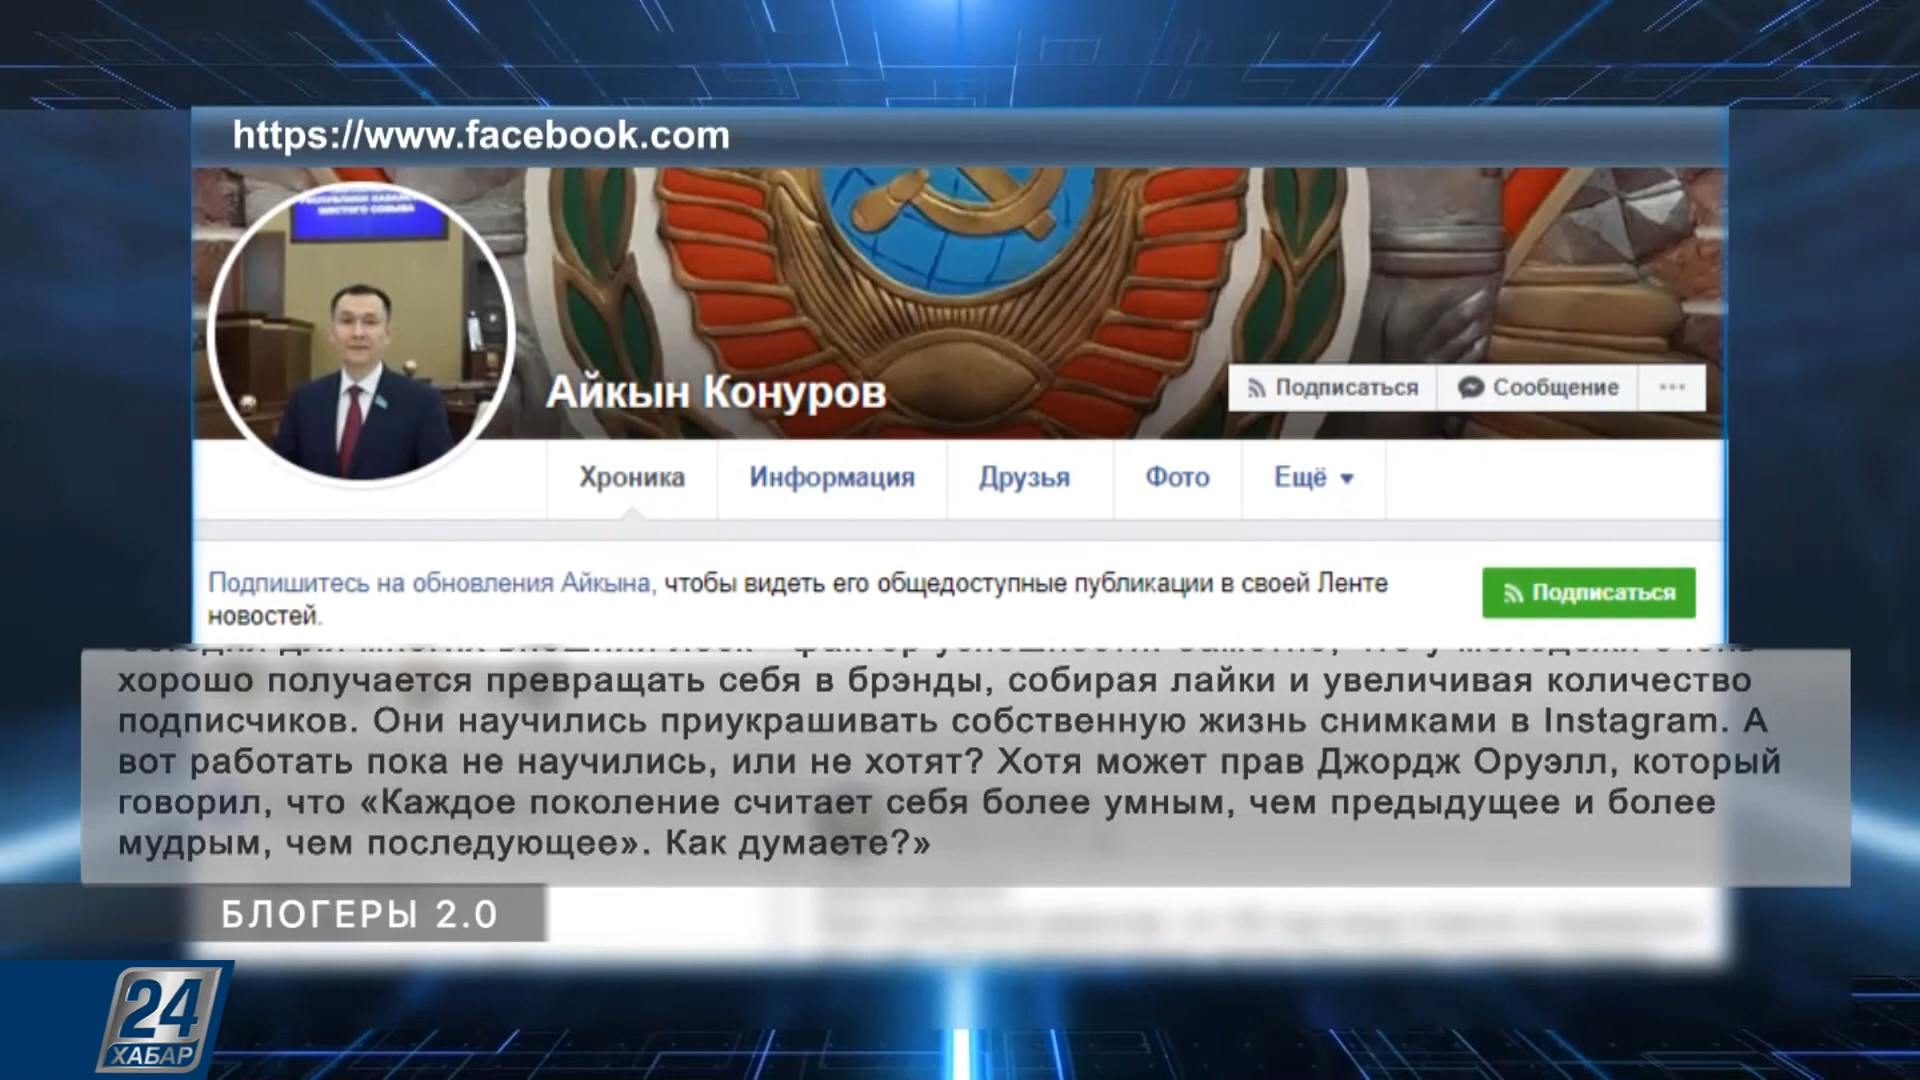 https://www.facebook.com
РЕСПУБЛИКИ КАЗАХСТ
ШЕСТОГО СОЗЫВА
Айкын Конуров
Подписаться
Сообщение
Хроника
Информация
Друзья
Фото
Ещё
Подпишитесь на обновления Айкына, чтобы видеть его общедоступные публикации в своей Ленте
новостей.
Подписаться
хорошо получается превращать себя в брэнды, собирая лайки и увеличивая количество
подписчиков. Они научились приукрашивать собственную жизнь снимками в Instagram. А
вот работать пока не научились, или не хотят? Хотя может прав Джордж Оруэлл, который
говорил, что «Каждое поколение считает себя более умным, чем предыдущее и более
мудрым, чем последующее». Как думаете?»
БЛОГЕРЫ 2.0
24
ХАБАР